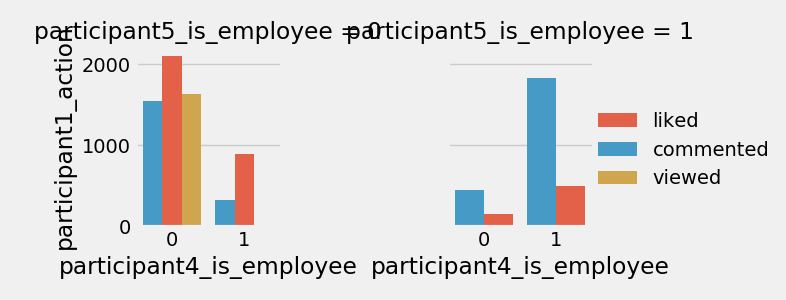 participant5_is_employee = 0
participant5_is_employee = 1
participant1_action
2000
1000
0
0
1
0
1
participant4_is_employee
participant4_is_employee
liked
commented
viewed